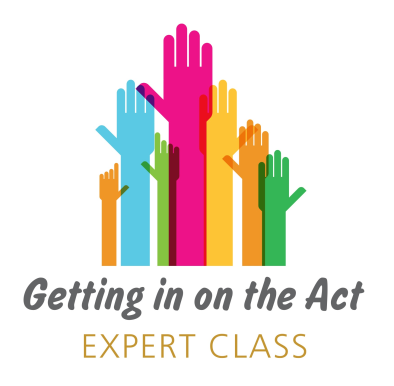 Getting in on the Act
EXPERT CLASS